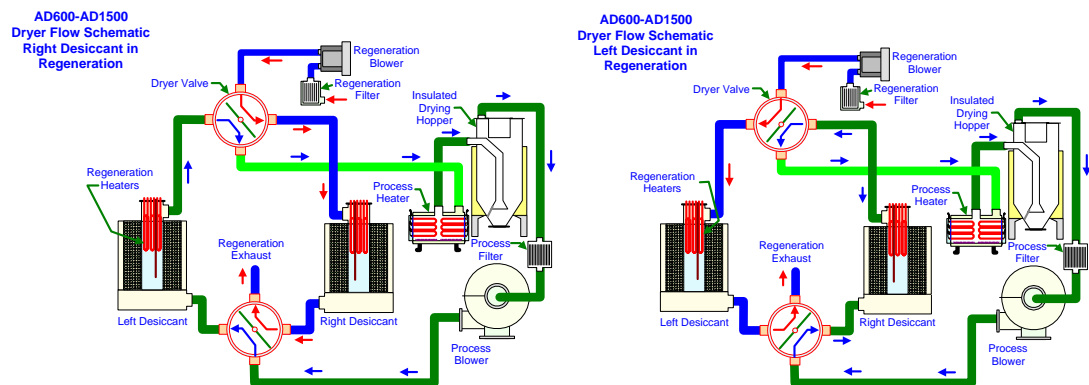 AD600-AD1500
Dryer Flow Schematic
Right Desiccant in
Regeneration
Regeneration
Blower
Dryer Valve
Regeneration
Filter
Insulated
Drying
Hopper
Regeneration
Heaters
Process
Heater
Regeneration
Exhaust
Process
Filter
Left Desiccant
Right Desiccant
Process
Blower
AD600-AD1500
Dryer Flow Schematic
Left Desiccant in
Regeneration
Regeneration
Blower
Dryer Valve
Regeneration
Filter
Insulated
Drying
Hopper
Regeneration
Heaters
Process
Heater
Regeneration
Exhaust
Process
Filter
Left Desiccant
Right Desiccant
Process
Blower